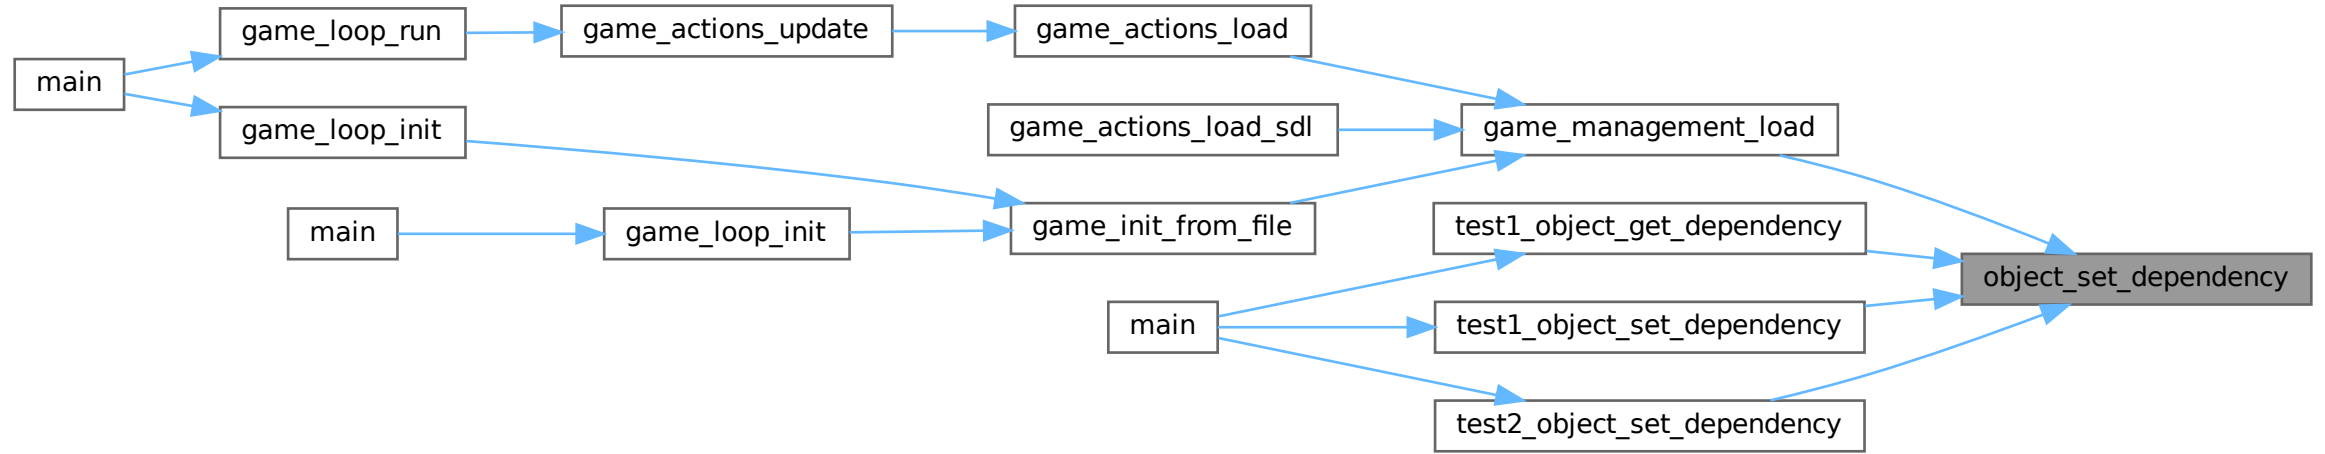 game_loop_run
game_actions_update
game_actions_load
main
game_loop_init
game_actions_load_sdl
game_management_load
main
game_loop_init
game_init_from_file
test1_object_get_dependency
object_set_dependency
main
test1_object_set_dependency
test2_object_set_dependency